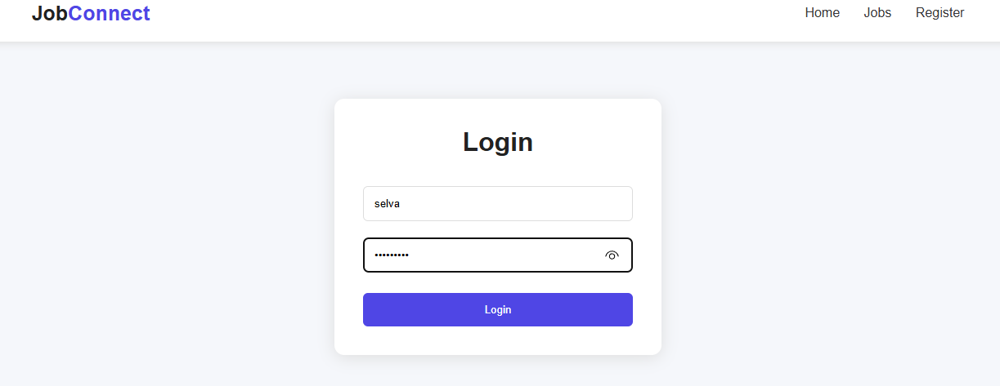 JobConnect
Home Jobs Register
Login
selva
•••••••••
Login